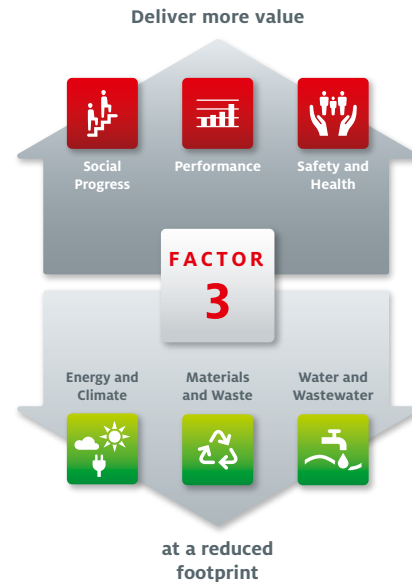 Deliver more value
Social
Progress
Performance
Safety and
Health
FACTOR
3
Energy and
Climate
Materials
and Waste
Water and
Wastewater
at a reduced
footprint